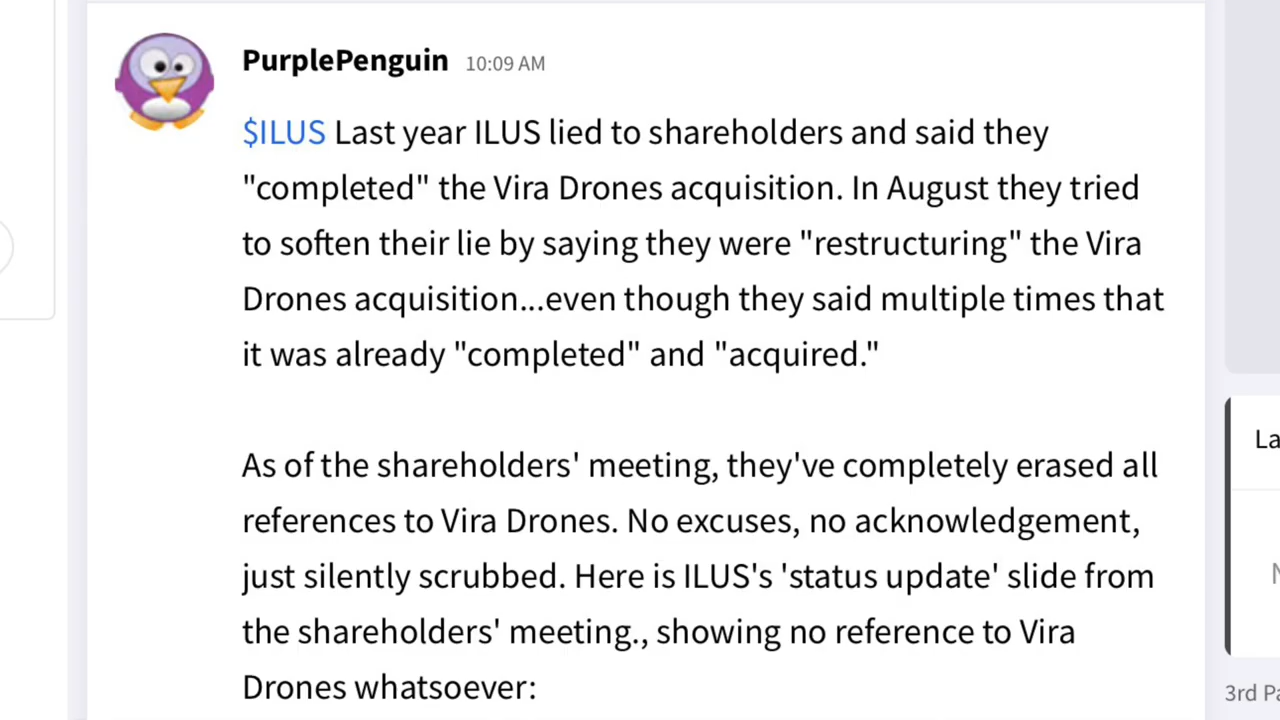 PurplePenguin 10:09 AM
$ILUS Last year ILUS lied to shareholders and said they
"completed" the Vira Drones acquisition. In August they tried
to soften their lie by saying they were "restructuring" the Vira
Drones acquisition...even though they said multiple times that
it was already "completed" and "acquired."
As of the shareholders' meeting, they've completely erased all
references to Vira Drones. No excuses, no acknowledgement,
just silently scrubbed. Here is ILUS's 'status update' slide from
the shareholders' meeting., showing no reference to Vira
Drones whatsoever:
La
3rd Pa